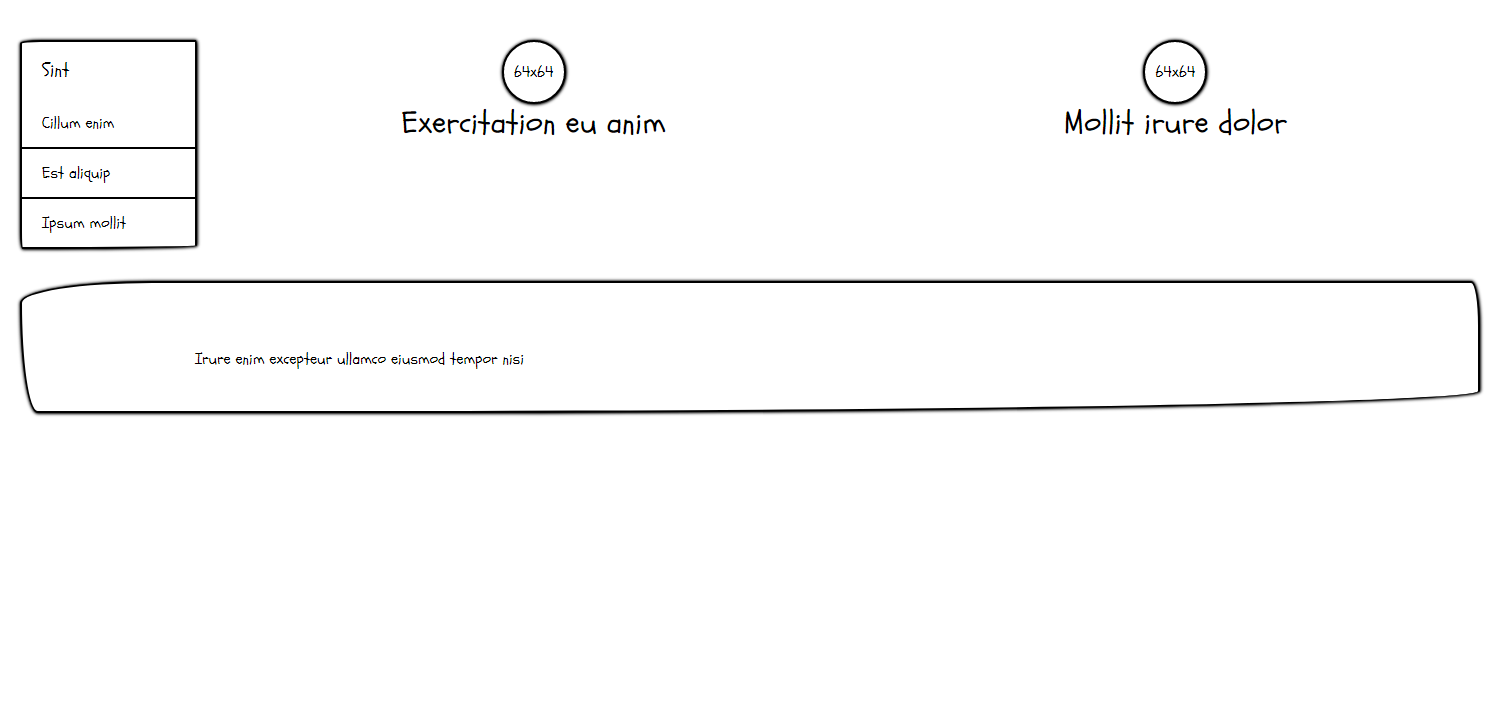 Sint
Cillum enim
Est aliquip
Ipsum mollit
64x64
Exercitation eu anim
64x64
Mollit irure dolor
Irure enim excepteur ullamco eiusmod tempor nisi